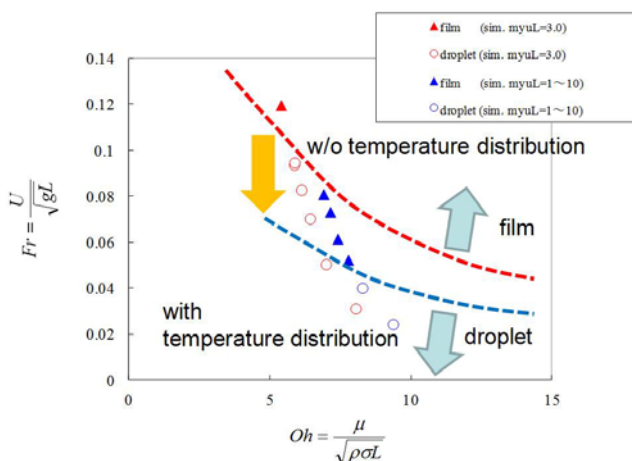 ▲film (sim. myuL=3.0)
○droplet (sim. myuL=3.0)
▲film (sim. myuL=1～10)
○droplet (sim. myuL=1～10)
0.14
0.12
0.1
0.08
0.06
0.04
0.02
0
Fr = U / √gL
w/o temperature distribution
film
with
temperature distribution
droplet
0
5
10
15
Oh = μ / √ρσL